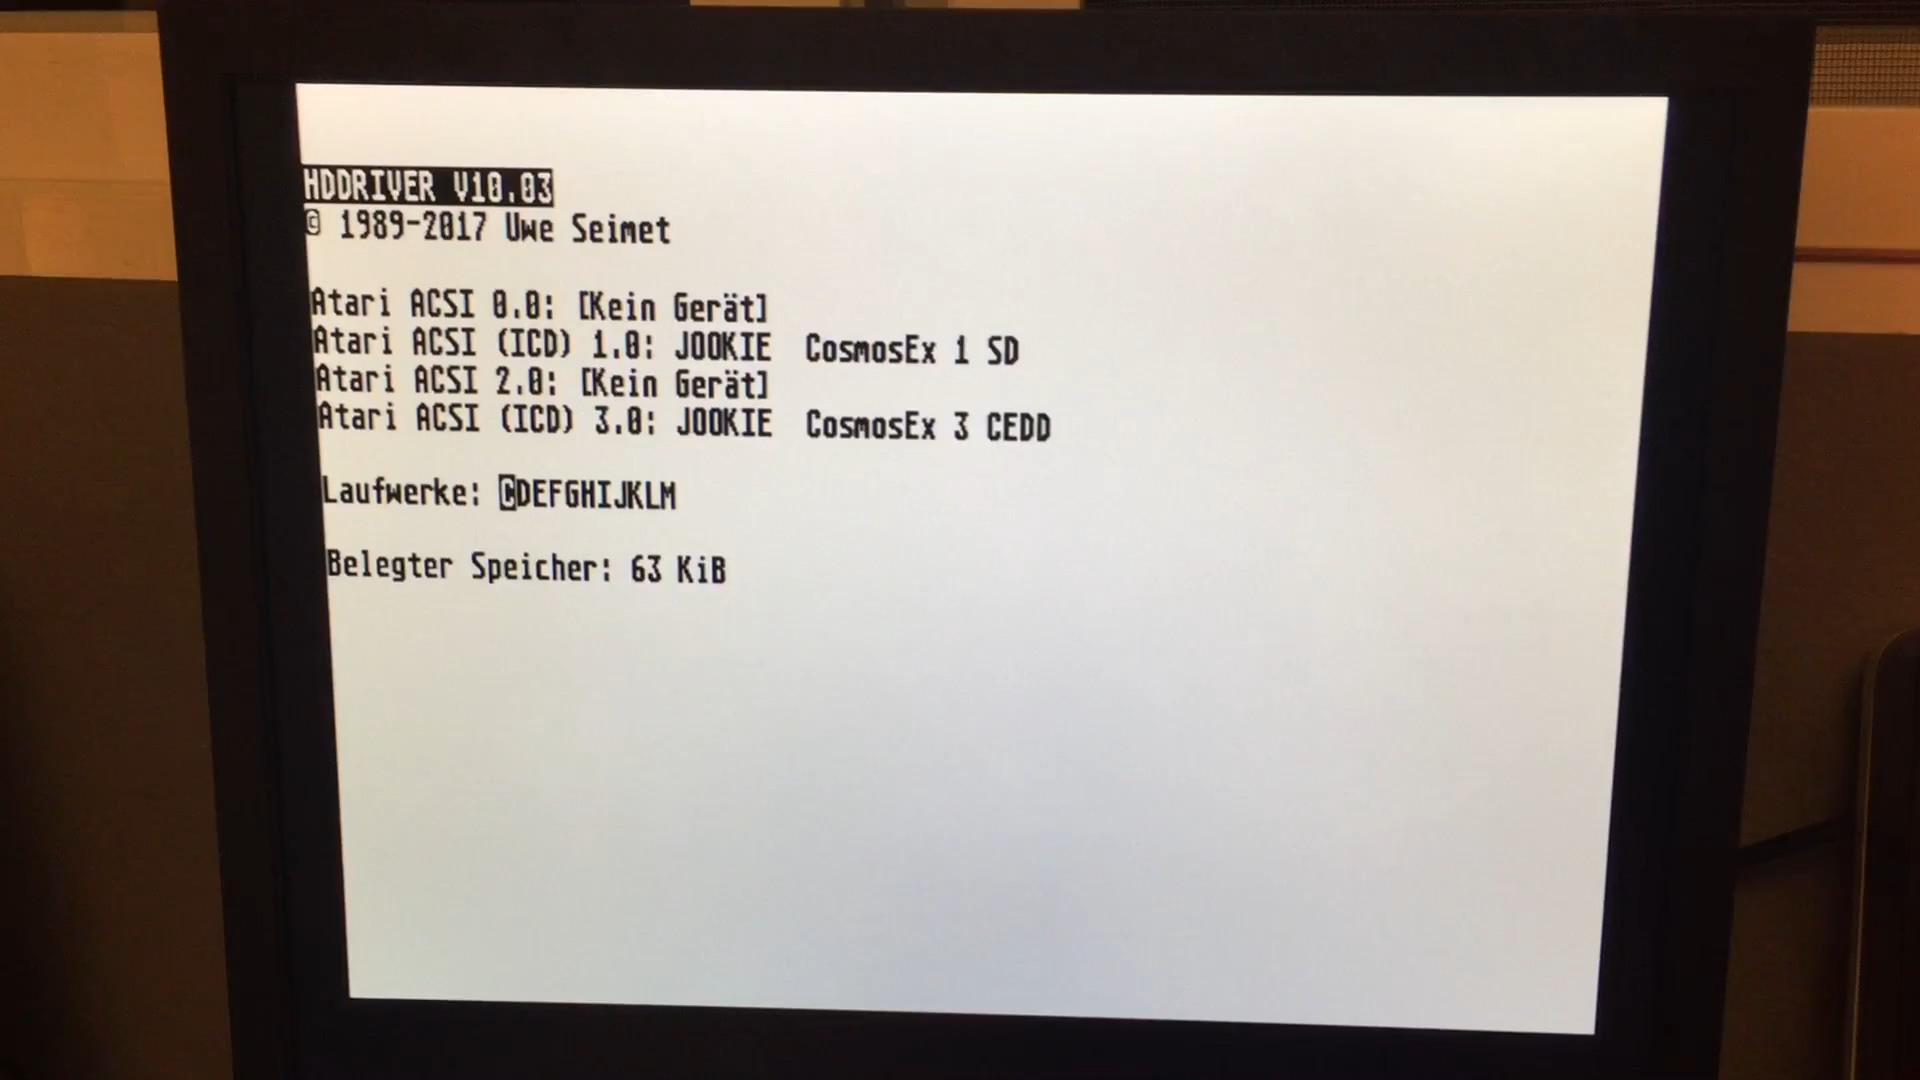 HDDRIVER V10.03
© 1989-2017 Uwe Seimet
Atari ACSI 0.0: [Kein Gerät]
Atari ACSI (ICD) 1.0: JOOKIE CosmosEx 1 SD
Atari ACSI 2.0: [Kein Gerät]
Atari ACSI (ICD) 3.0: JOOKIE CosmosEx 3 CEDD
Laufwerke: CDEFGHIJKLM
Belegter Speicher: 63 KiB